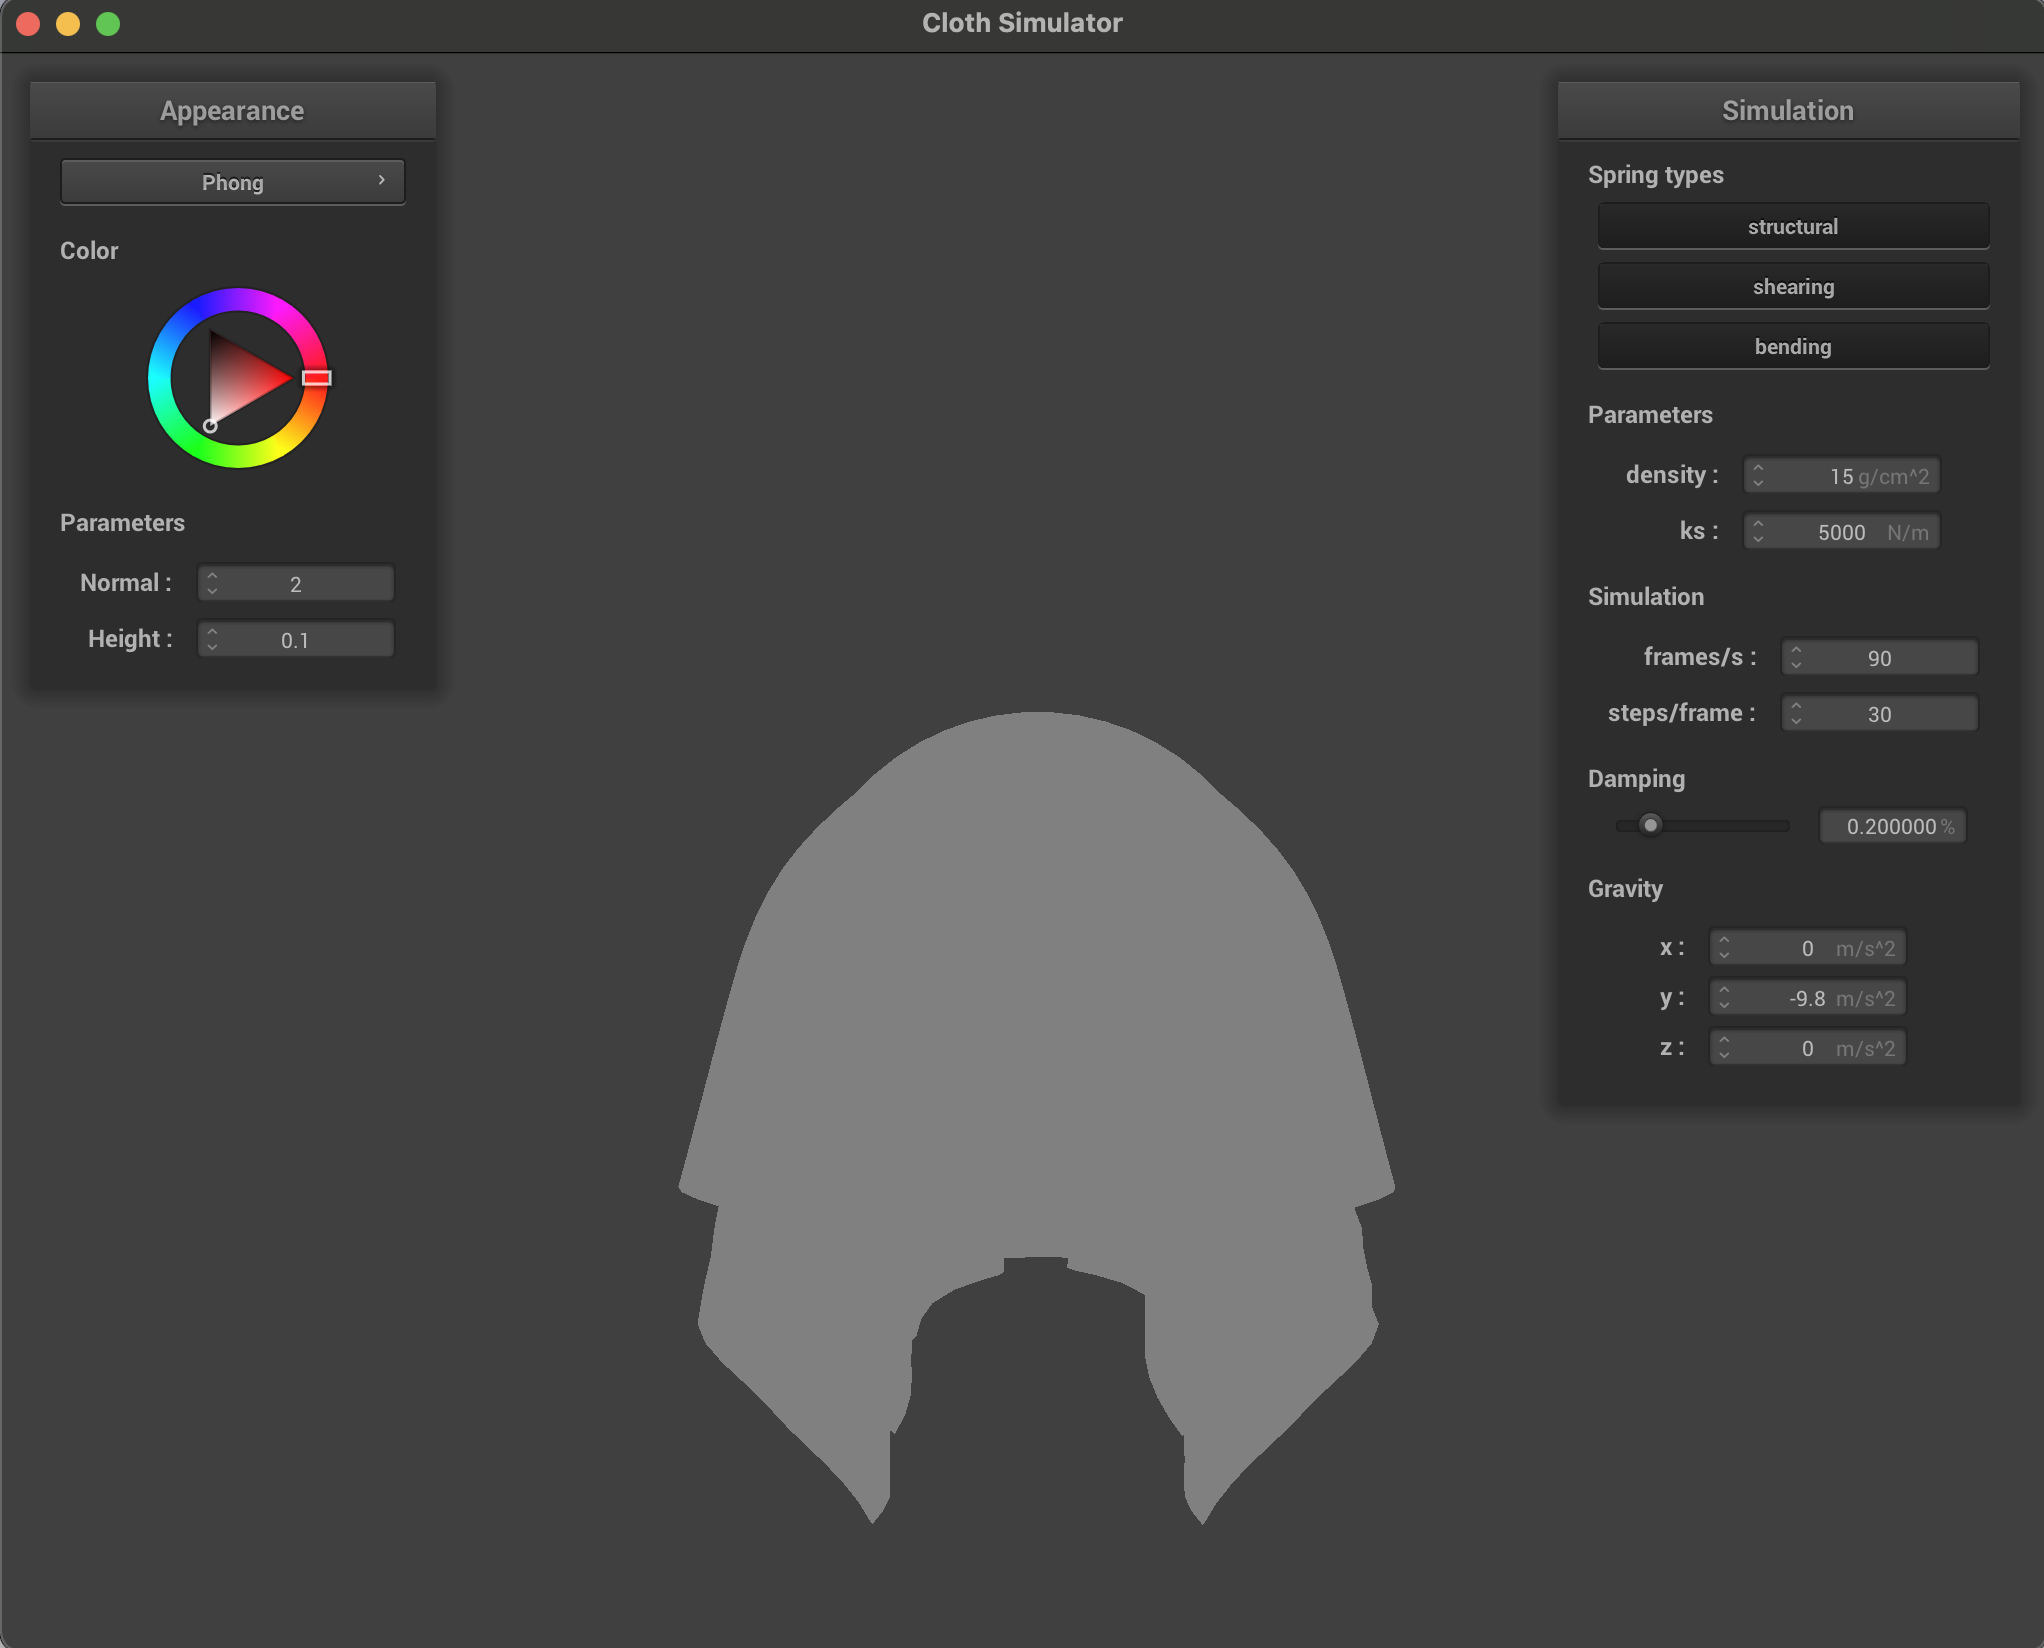 Cloth Simulator
Appearance
Phong
Color
Parameters
Normal : 2
Height : 0.1
Simulation
Spring types
structural
shearing
bending
Parameters
density : 15 g/cm^2
ks : 5000 N/m
Simulation
frames/s : 90
steps/frame : 30
Damping
0.200000 %
Gravity
x : 0 m/s^2
y : -9.8 m/s^2
z : 0 m/s^2